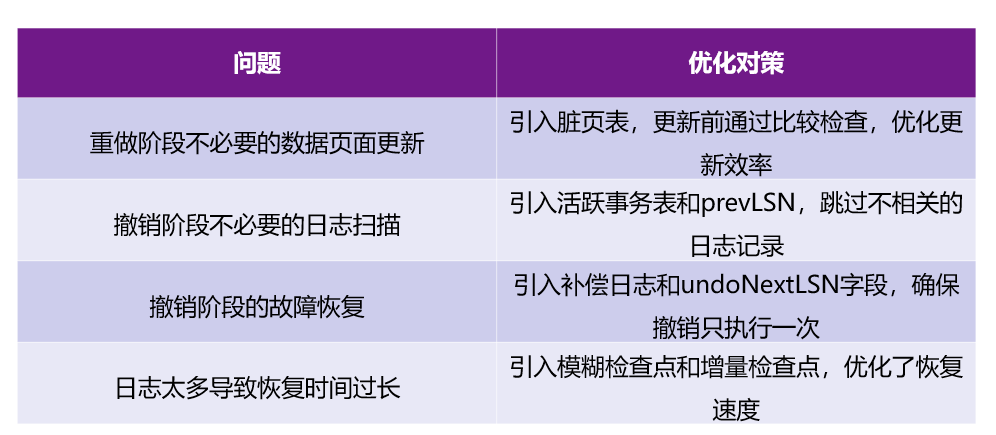 问题
优化对策
重做阶段不必要的数据页面更新
引入脏页表，更新前通过比较检查，优化更
新效率
撤销阶段不必要的日志扫描
引入活跃事务表和prevLSN，跳过不相关的
日志记录
撤销阶段的故障恢复
引入补偿日志和undoNextLSN字段，确保
撤销只执行一次
日志太多导致恢复时间过长
引入模糊检查点和增量检查点，优化了恢复
速度